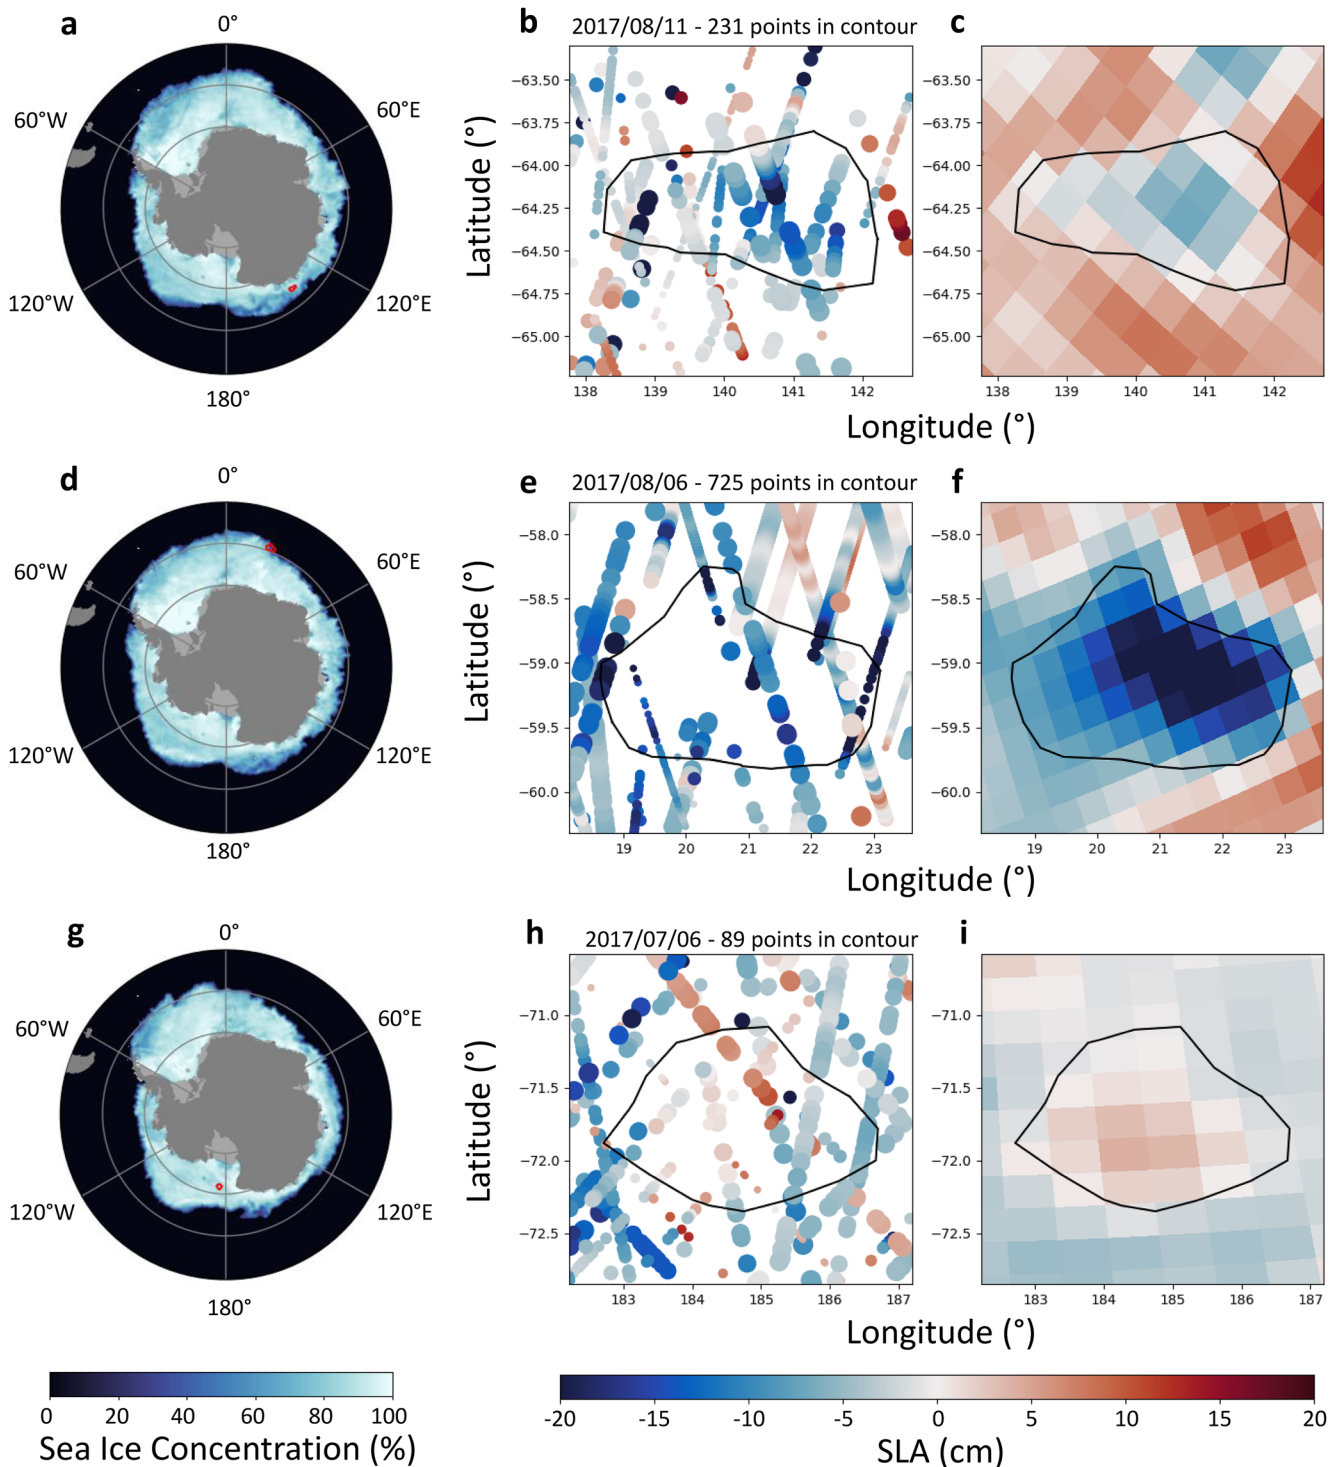 a
0°
60°W
60°E
120°W
120°E
180°
b
2017/08/11 - 231 points in contour
Latitude (°)
−63.50
−63.75
−64.00
−64.25
−64.50
−64.75
−65.00
138 139 140 141 142
c
−63.50
−63.75
−64.00
−64.25
−64.50
−64.75
−65.00
138 139 140 141 142
Longitude (°)
d
0°
60°W
60°E
120°W
120°E
180°
e
2017/08/06 - 725 points in contour
Latitude (°)
−58.0
−58.5
−59.0
−59.5
−60.0
19 20 21 22 23
f
−58.0
−58.5
−59.0
−59.5
−60.0
19 20 21 22 23
Longitude (°)
g
0°
60°W
60°E
120°W
120°E
180°
h
2017/07/06 - 89 points in contour
Latitude (°)
−71.0
−71.5
−72.0
−72.5
183 184 185 186 187
i
−71.0
−71.5
−72.0
−72.5
183 184 185 186 187
Longitude (°)
0 20 40 60 80 100
Sea Ice Concentration (%)
-20 -15 -10 -5 0 5 10 15 20
SLA (cm)